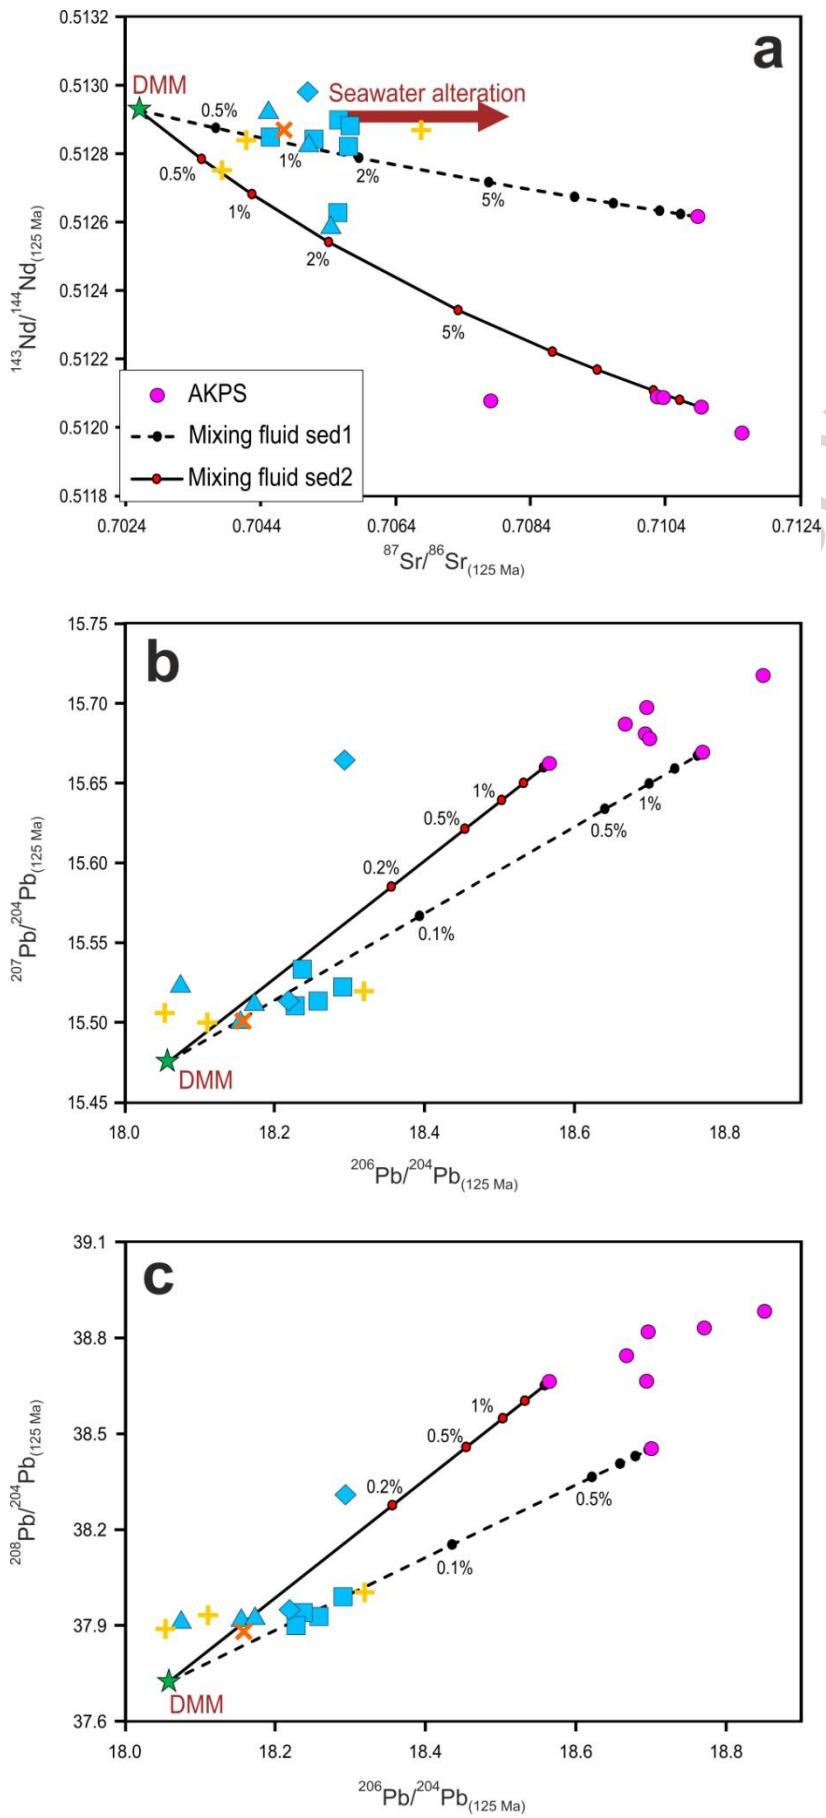 0.5132
a
DMM
0.5130
Seawater alteration
0.5%
0.5128
1%
2%
0.5%
5%
0.5126
1%
2%
0.5124
5%
0.5122
AKPS
0.5120
Mixing fluid sed1
Mixing fluid sed2
0.5118
0.7024 0.7044 0.7064 0.7084 0.7104 0.7124
143Nd/144Nd(125 Ma)
87Sr/86Sr(125 Ma)
15.75
b
15.70
15.65
1%
0.5%
1%
0.5%
15.60
0.2%
15.55
0.1%
15.50
DMM
15.45
18.0 18.2 18.4 18.6 18.8
207Pb/204Pb(125 Ma)
206Pb/204Pb(125 Ma)
39.1
c
38.8
1%
38.5
0.5%
0.2%
0.5%
38.2
0.1%
37.9
DMM
37.6
18.0 18.2 18.4 18.6 18.8
208Pb/204Pb(125 Ma)
206Pb/204Pb(125 Ma)